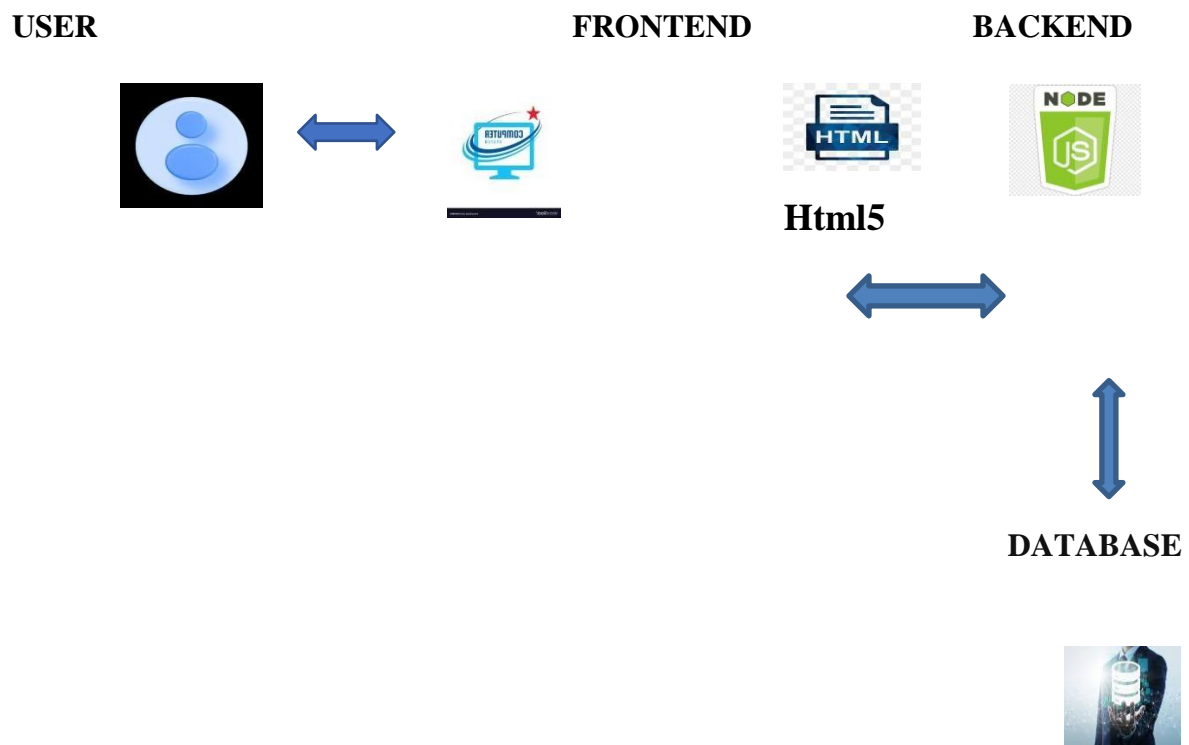 USER FRONTEND BACKEND
COMPUTER
HTML
NODE
JS
Html5
DATABASE